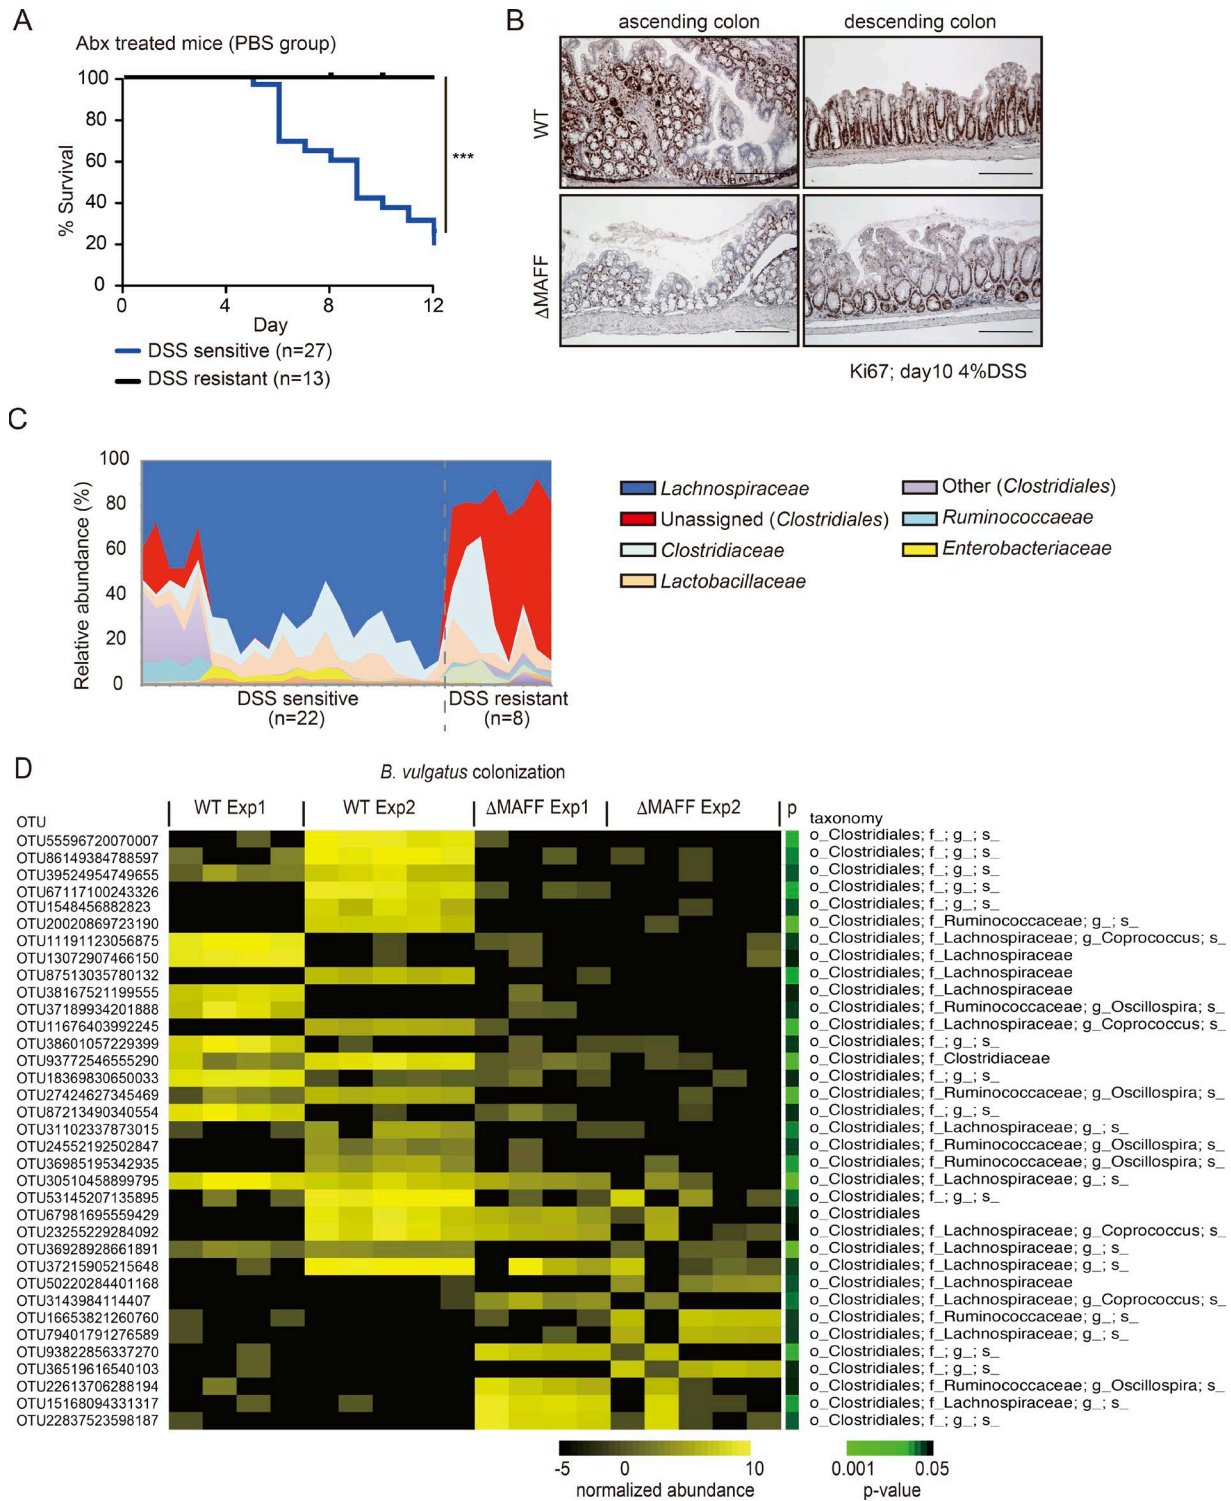 A
Abx treated mice (PBS group)
100
80
60
40
20
0
% Survival
***
0 4 8 12
Day
DSS sensitive (n=27)
DSS resistant (n=13)
B
ascending colon descending colon
WT
ΔMAFF
Ki67; day10 4%DSS
C
100
80
60
40
20
0
Relative abundance (%)
DSS sensitive DSS resistant
(n=22) (n=8)
Lachnospiraceae
Unassigned (Clostridiales)
Clostridiaceae
Lactobacillaceae
Other (Clostridiales)
Ruminococcaeae
Enterobacteriaceae
D
B. vulgatus colonization
OTU WT Exp1 WT Exp2 ΔMAFF Exp1 ΔMAFF Exp2 p taxonomy
OTU55596720070007 o_Clostridiales; f_; g_; s_
OTU86149384788597 o_Clostridiales; f_; g_; s_
OTU39524954749655 o_Clostridiales; f_; g_; s_
OTU67117100243326 o_Clostridiales; f_; g_; s_
OTU1548456882823 o_Clostridiales; f_; g_; s_
OTU20020869723190 o_Clostridiales; f_Ruminococcaceae; g_; s_
OTU11191123056875 o_Clostridiales; f_Lachnospiraceae; g_Coprococcus; s_
OTU13072907466150 o_Clostridiales; f_Lachnospiraceae
OTU87513035780132 o_Clostridiales; f_Lachnospiraceae
OTU38167521199555 o_Clostridiales; f_Lachnospiraceae
OTU37189934201888 o_Clostridiales; f_Ruminococcaceae; g_Oscillospira; s_
OTU11676403992245 o_Clostridiales; f_Lachnospiraceae; g_Coprococcus; s_
OTU38601057229399 o_Clostridiales; f_; g_; s_
OTU93772546555290 o_Clostridiales; f_Clostridiaceae
OTU18369830650033 o_Clostridiales; f_; g_; s_
OTU27424627345469 o_Clostridiales; f_Ruminococcaceae; g_Oscillospira; s_
OTU87213490340554 o_Clostridiales; f_; g_; s_
OTU31102337873015 o_Clostridiales; f_Lachnospiraceae; g_; s_
OTU24552192502847 o_Clostridiales; f_Ruminococcaceae; g_Oscillospira; s_
OTU36985195342935 o_Clostridiales; f_Ruminococcaceae; g_Oscillospira; s_
OTU30510458899795 o_Clostridiales; f_Lachnospiraceae; g_; s_
OTU53145207135895 o_Clostridiales; f_; g_; s_
OTU67981695559429 o_Clostridiales
OTU23255229284092 o_Clostridiales; f_Lachnospiraceae; g_Coprococcus; s_
OTU36928928661891 o_Clostridiales; f_Lachnospiraceae; g_; s_
OTU37215905215648 o_Clostridiales; f_Lachnospiraceae; g_; s_
OTU50220284401168 o_Clostridiales; f_Lachnospiraceae
OTU3143984114407 o_Clostridiales; f_Lachnospiraceae; g_Coprococcus; s_
OTU16653821260760 o_Clostridiales; f_Ruminococcaceae; g_; s_
OTU79401791276589 o_Clostridiales; f_Lachnospiraceae; g_; s_
OTU93822856337270 o_Clostridiales; f_; g_; s_
OTU36519616540103 o_Clostridiales; f_; g_; s_
OTU22613706288194 o_Clostridiales; f_Ruminococcaceae; g_Oscillospira; s_
OTU15168094331317 o_Clostridiales; f_Lachnospiraceae; g_; s_
OTU22837523598187 o_Clostridiales; f_; g_; s_
-5 0 10
normalized abundance
0.001 0.05
p-value